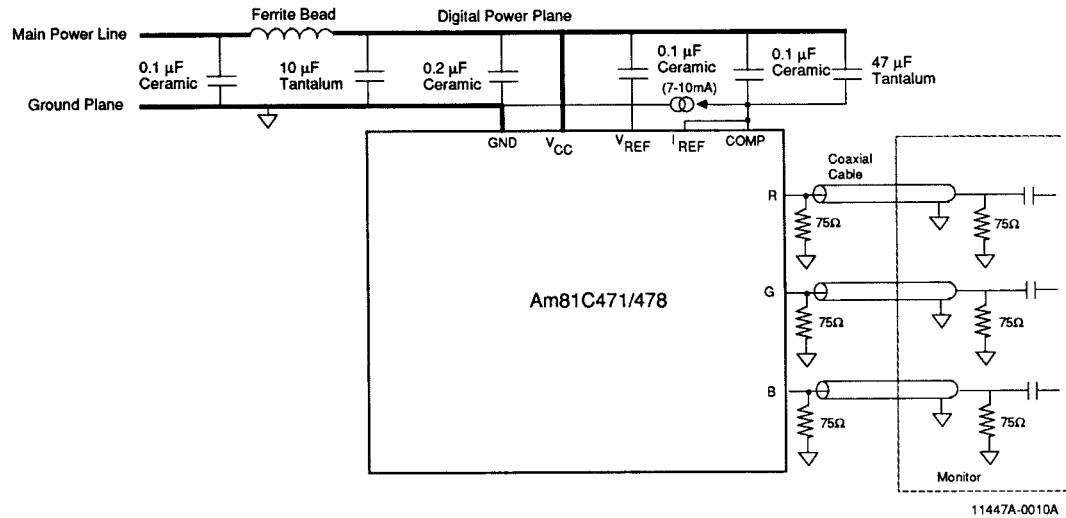 Ferrite Bead
Digital Power Plane
Main Power Line
0.1 µF
Ceramic
10 µF
Tantalum
0.2 µF
Ceramic
0.1 µF
Ceramic
0.1 µF
Ceramic
47 µF
Tantalum
(7-10mA)
Ground Plane
GND
VCC
VREF
IREF
COMP
Coaxial
Cable
R
75Ω
75Ω
Am81C471/478
G
75Ω
75Ω
B
75Ω
75Ω
Monitor
11447A-0010A